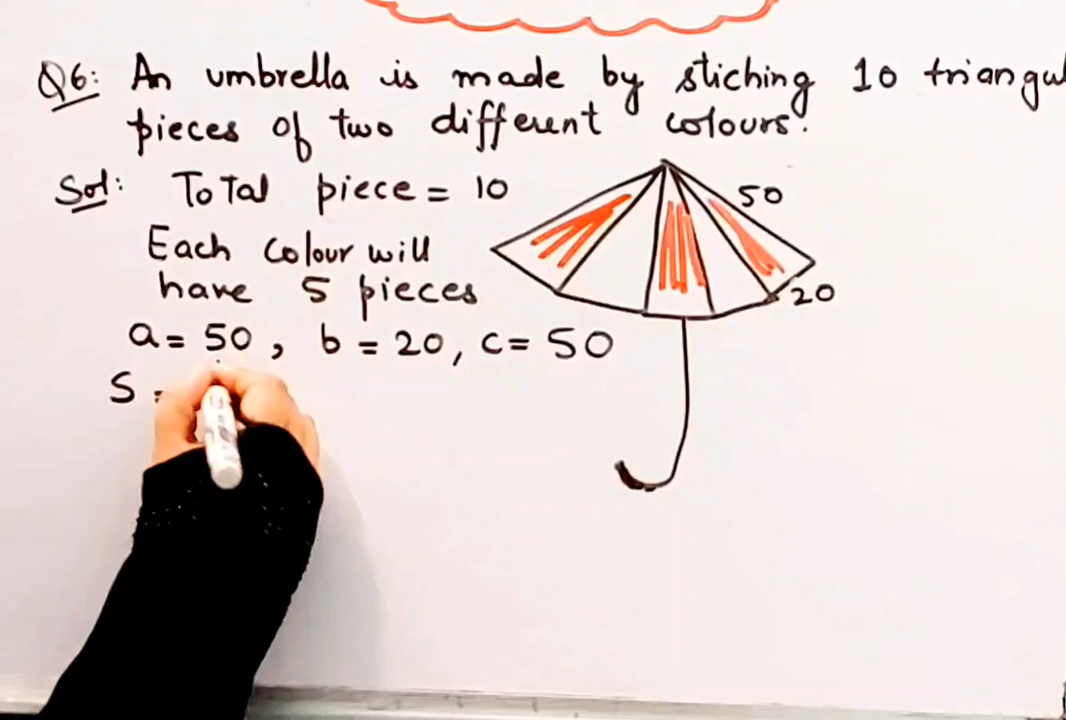 Q6: An umbrella is made by stiching 10 triangul
pieces of two different colours.
Sol: Total piece = 10
50
Each colour will
have 5 pieces
20
a = 50, b = 20, c = 50
S =